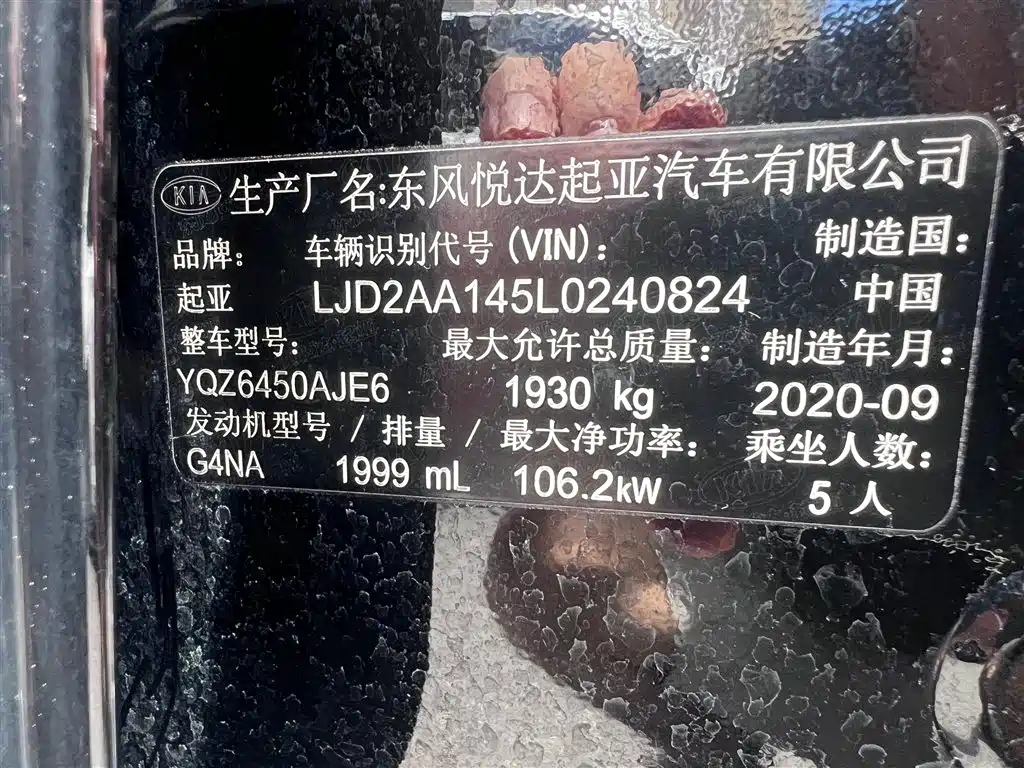 KIA 生产厂名:东风悦达起亚汽车有限公司
品牌: 车辆识别代号(VIN): 制造国:
起亚 LJD2AA145L0240824 中国
整车型号: 最大允许总质量: 制造年月:
YQZ6450AJE6 1930 kg 2020-09
发动机型号 / 排量 / 最大净功率: 乘坐人数:
G4NA 1999 mL 106.2kW 5 人